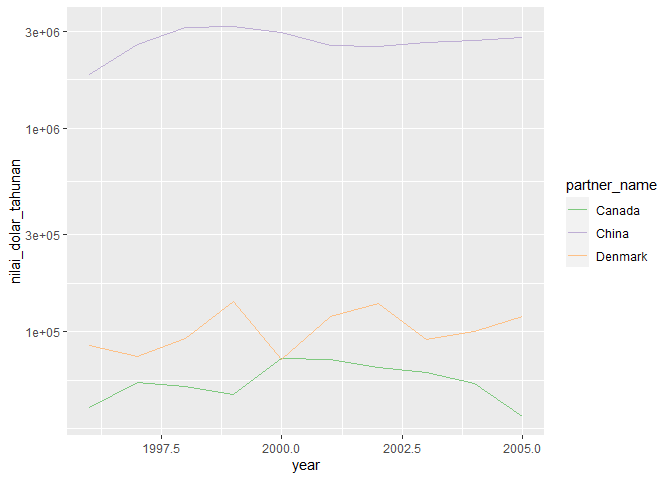 3e+06
1e+06
3e+05
1e+05
nilai_dolar_tahunan
1997.5 2000.0 2002.5 2005.0
year
partner_name
Canada
China
Denmark